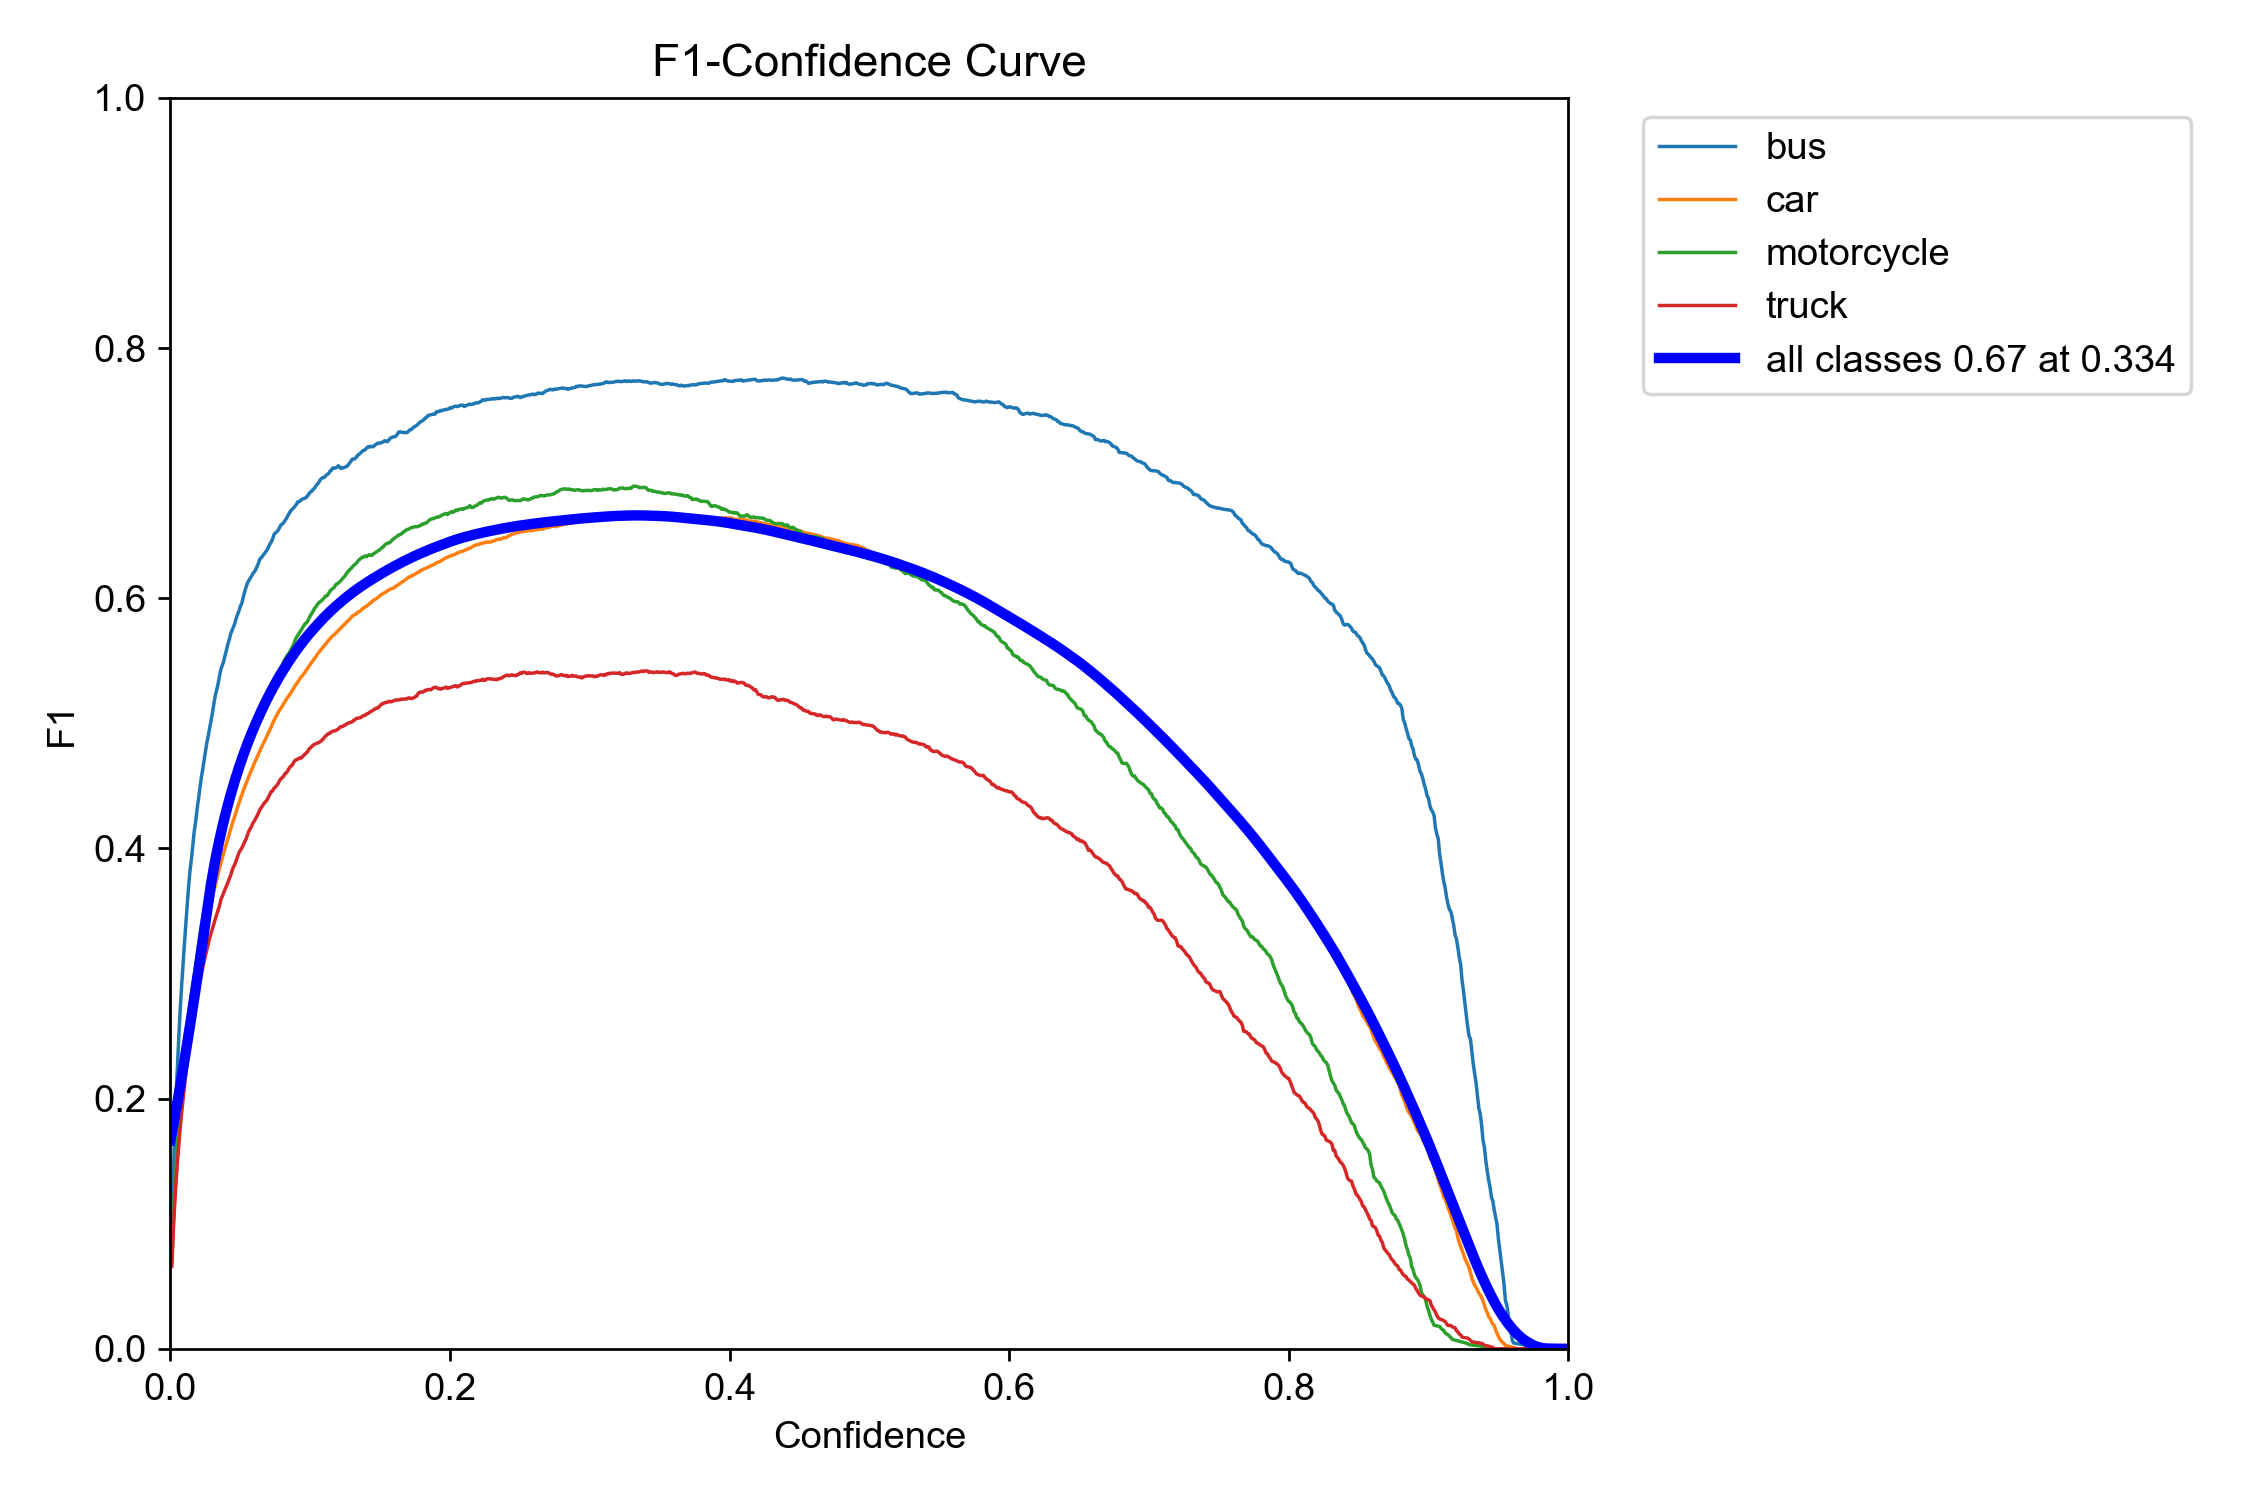 F1-Confidence Curve
1.0
0.8
0.6
0.4
0.2
0.0
F1
0.0 0.2 0.4 0.6 0.8 1.0
Confidence
bus
car
motorcycle
truck
all classes 0.67 at 0.334